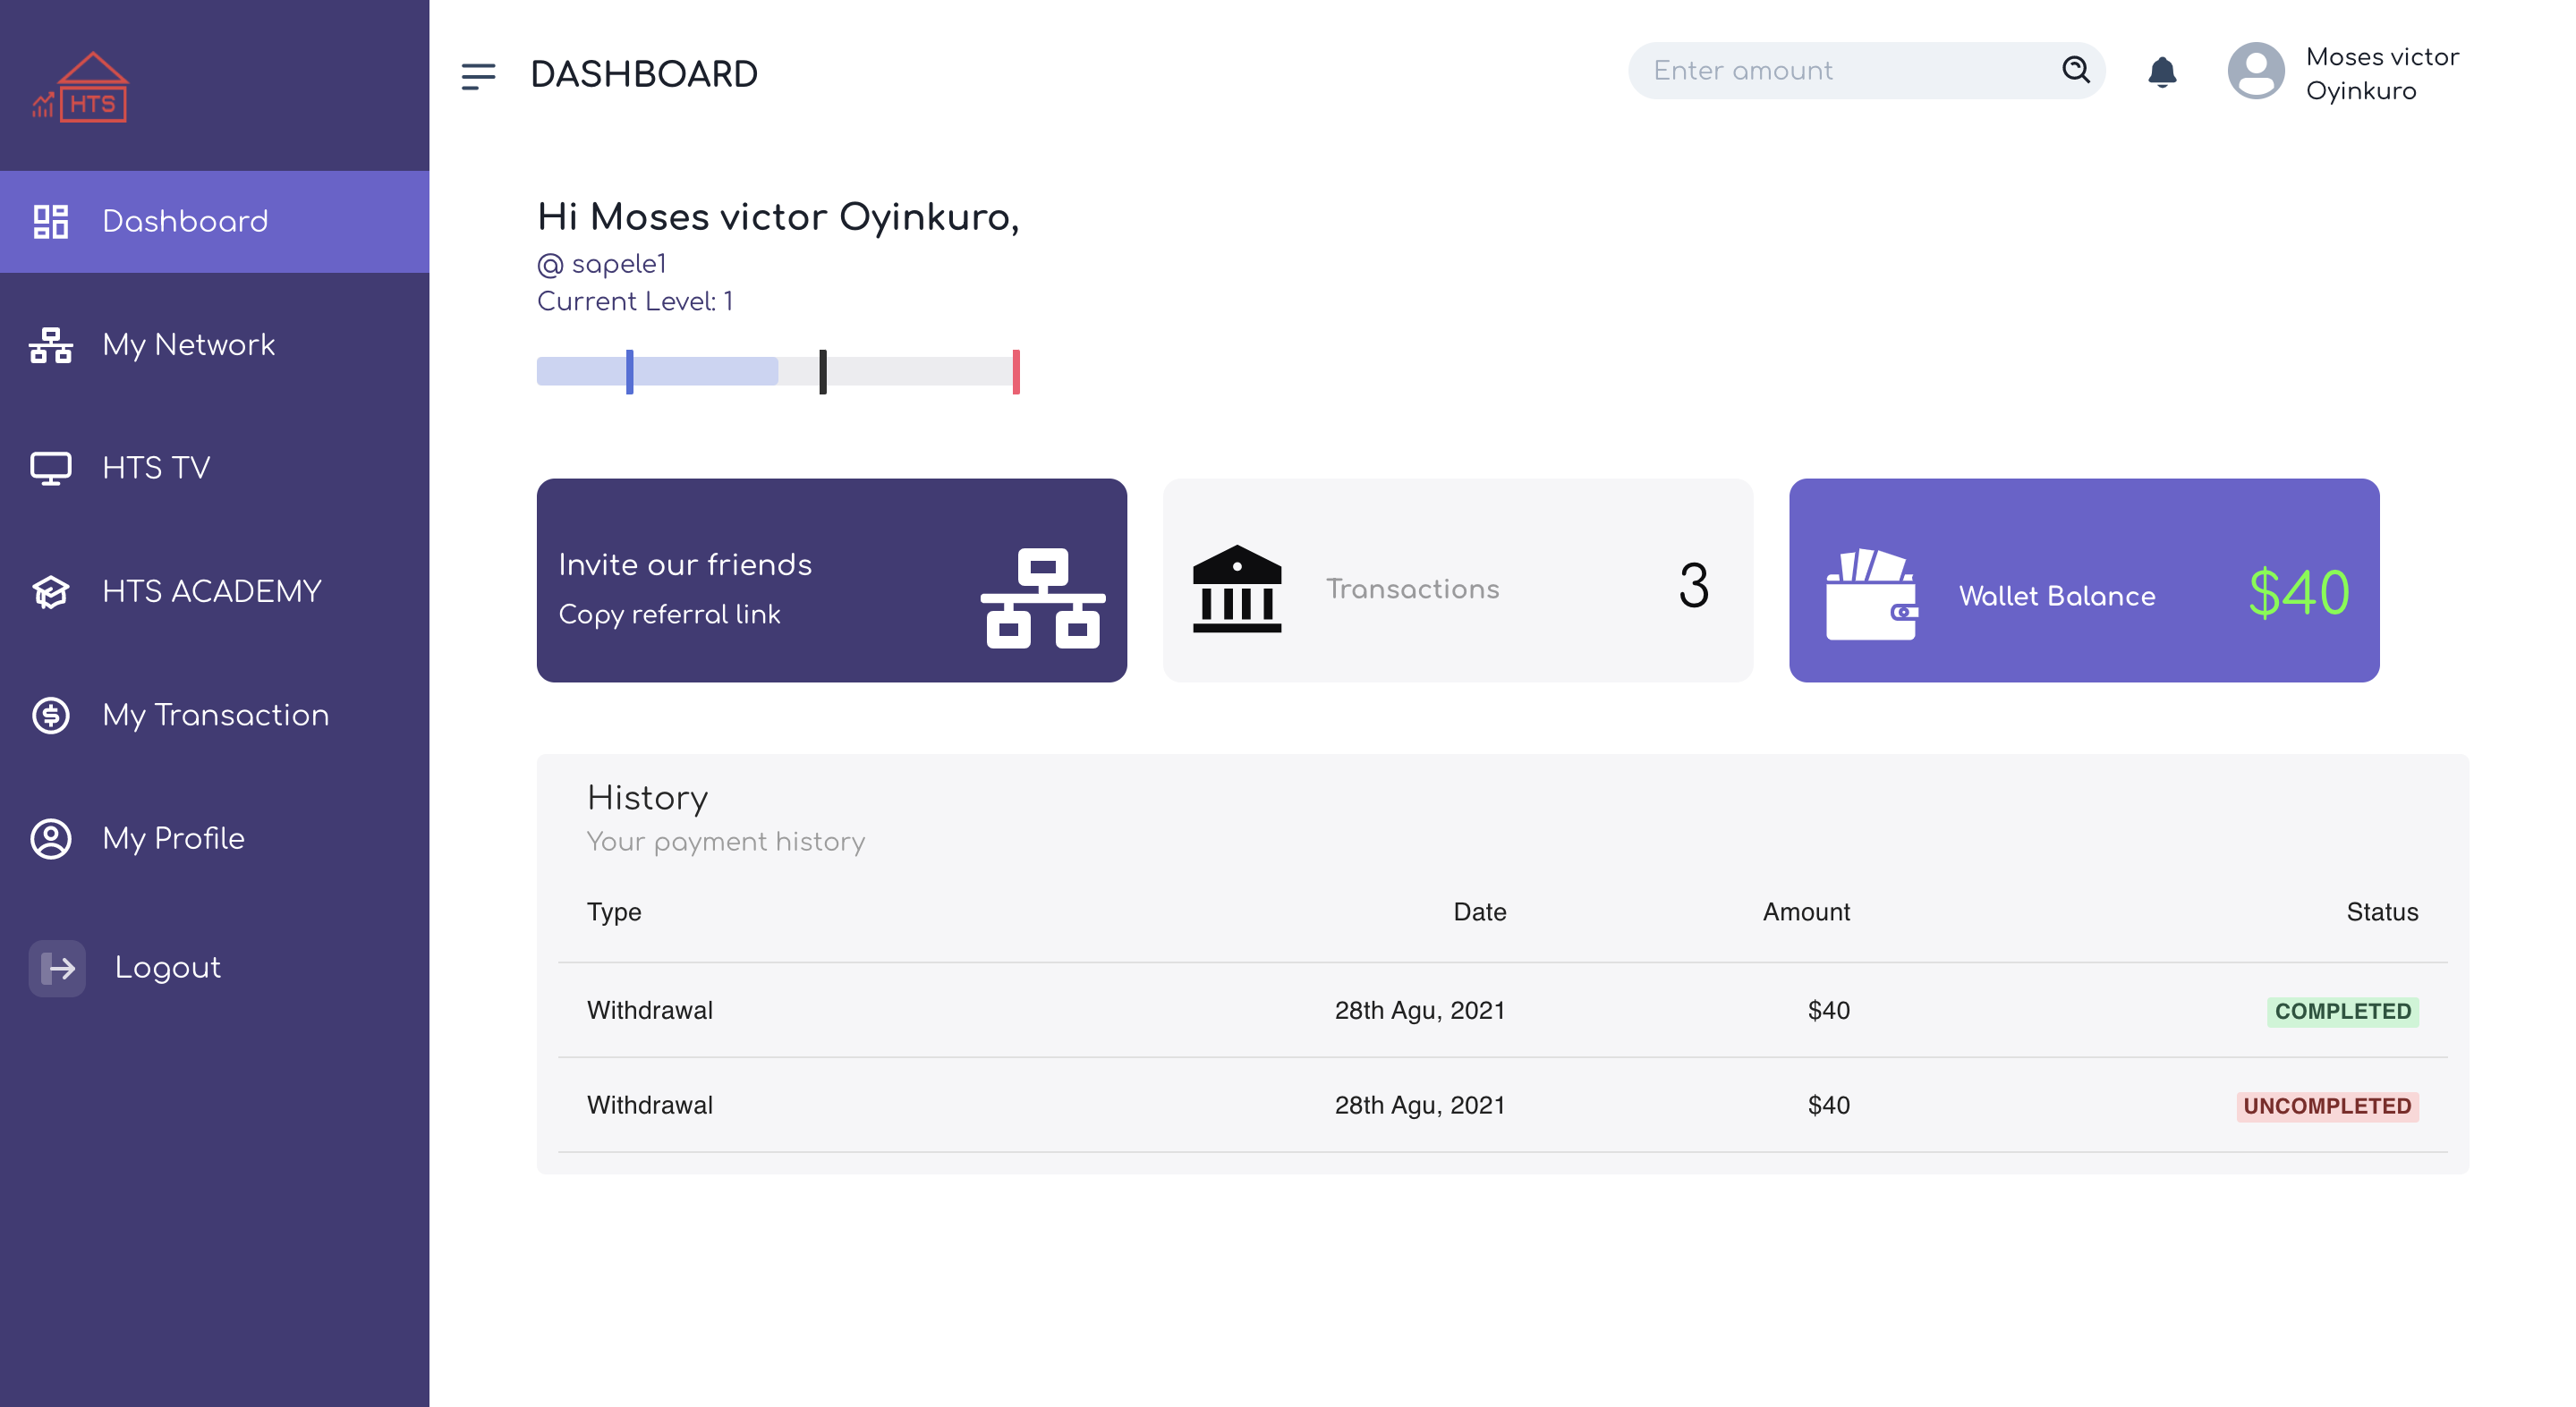 HTS
Dashboard
My Network
HTS TV
HTS ACADEMY
My Transaction
My Profile
Logout
DASHBOARD
Enter amount
Moses victor
Oyinkuro
Hi Moses victor Oyinkuro,
@ sapele1
Current Level: 1
Invite our friends
Copy referral link
Transactions
3
Wallet Balance
$40
History
Your payment history
Type Date Amount Status
Withdrawal 28th Agu, 2021 $40 COMPLETED
Withdrawal 28th Agu, 2021 $40 UNCOMPLETED